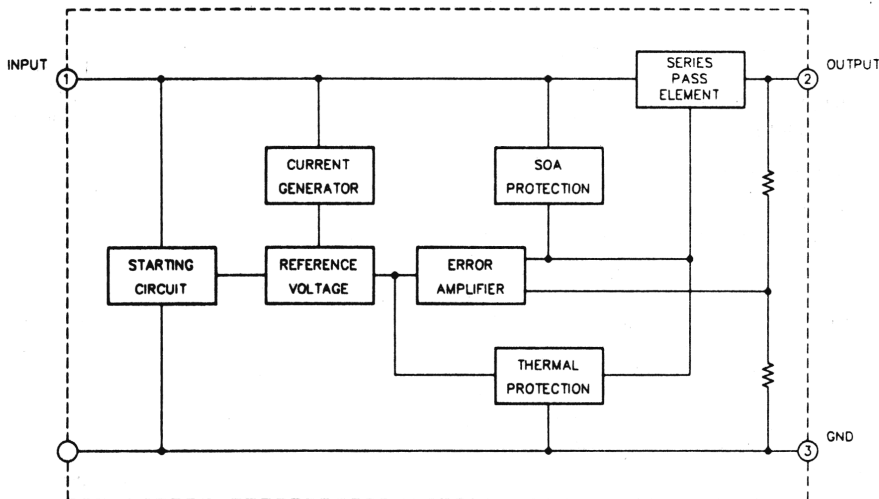 INPUT
1
SERIES
PASS
ELEMENT
2
OUTPUT
CURRENT
GENERATOR
SOA
PROTECTION
STARTING
CIRCUIT
REFERENCE
VOLTAGE
ERROR
AMPLIFIER
THERMAL
PROTECTION
3
GND